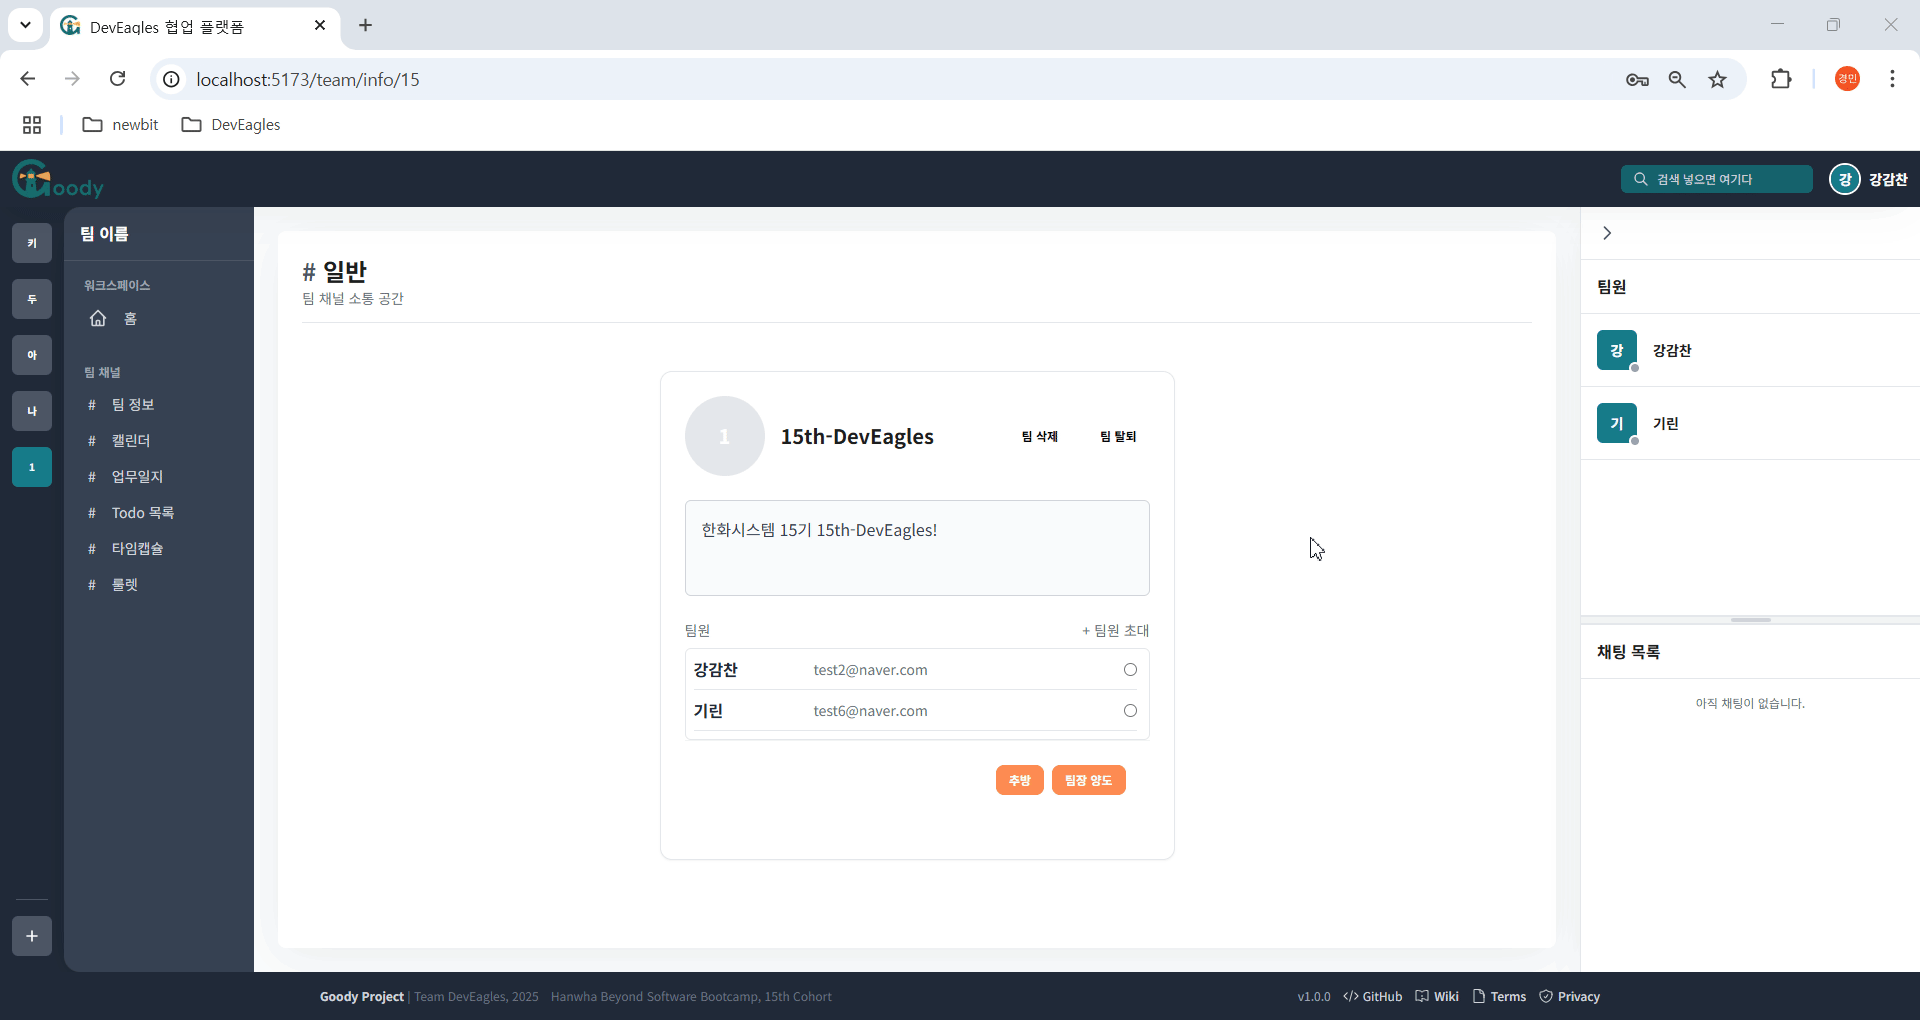 DevEagles 협업 플랫폼
localhost:5173/team/info/15
경민
newbit
DevEagles
Goody
검색 넣으면 여기다
강
강감찬
키
두
아
나
1
+
팀 이름
워크스페이스
홈
팀 채널
# 팀 정보
# 캘린더
# 업무일지
# Todo 목록
# 타임캡슐
# 룰렛
# 일반
팀 채널 소통 공간
1
15th-DevEagles
팀 삭제
팀 탈퇴
한화시스템 15기 15th-DevEagles!
팀원
+ 팀원 초대
강감찬 test2@naver.com
기린 test6@naver.com
추방
팀장 양도
팀원
강 강감찬
기 기린
채팅 목록
아직 채팅이 없습니다.
Goody Project | Team DevEagles, 2025 Hanwha Beyond Software Bootcamp, 15th Cohort
v1.0.0 </> GitHub Wiki Terms Privacy